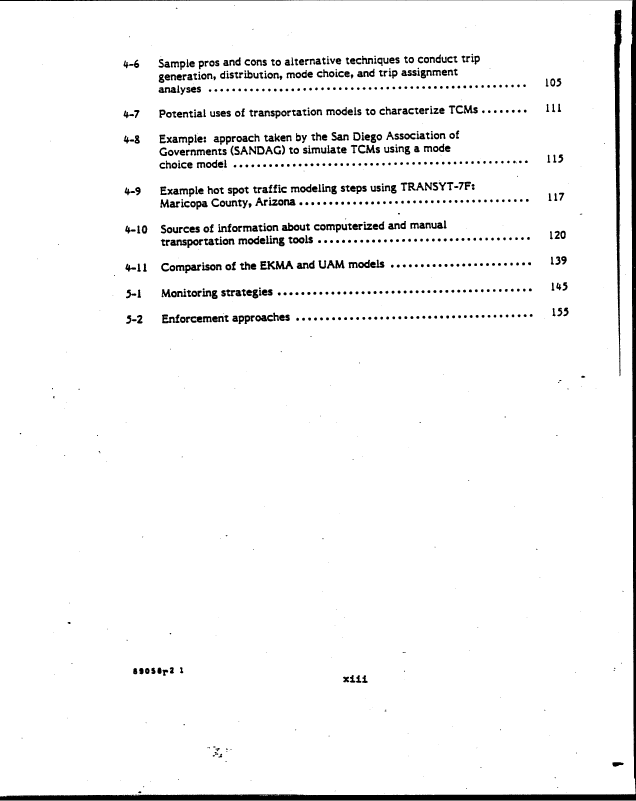 4-6 Sample pros and cons to alternative techniques to conduct trip
generation, distribution, mode choice, and trip assignment
analyses ...................................................... 105
4-7 Potential uses of transportation models to characterize TCMs ........ 111
4-8 Example: approach taken by the San Diego Association of
Governments (SANDAG) to simulate TCMs using a mode
choice model .................................................. 115
4-9 Example hot spot traffic modeling steps using TRANSYT-7F:
Maricopa County, Arizona ....................................... 117
4-10 Sources of information about computerized and manual
transportation modeling tools .................................... 120
4-11 Comparison of the EKMA and UAM models ........................ 139
5-1 Monitoring strategies ........................................... 145
5-2 Enforcement approaches ........................................ 155
89058r2 1
xiii